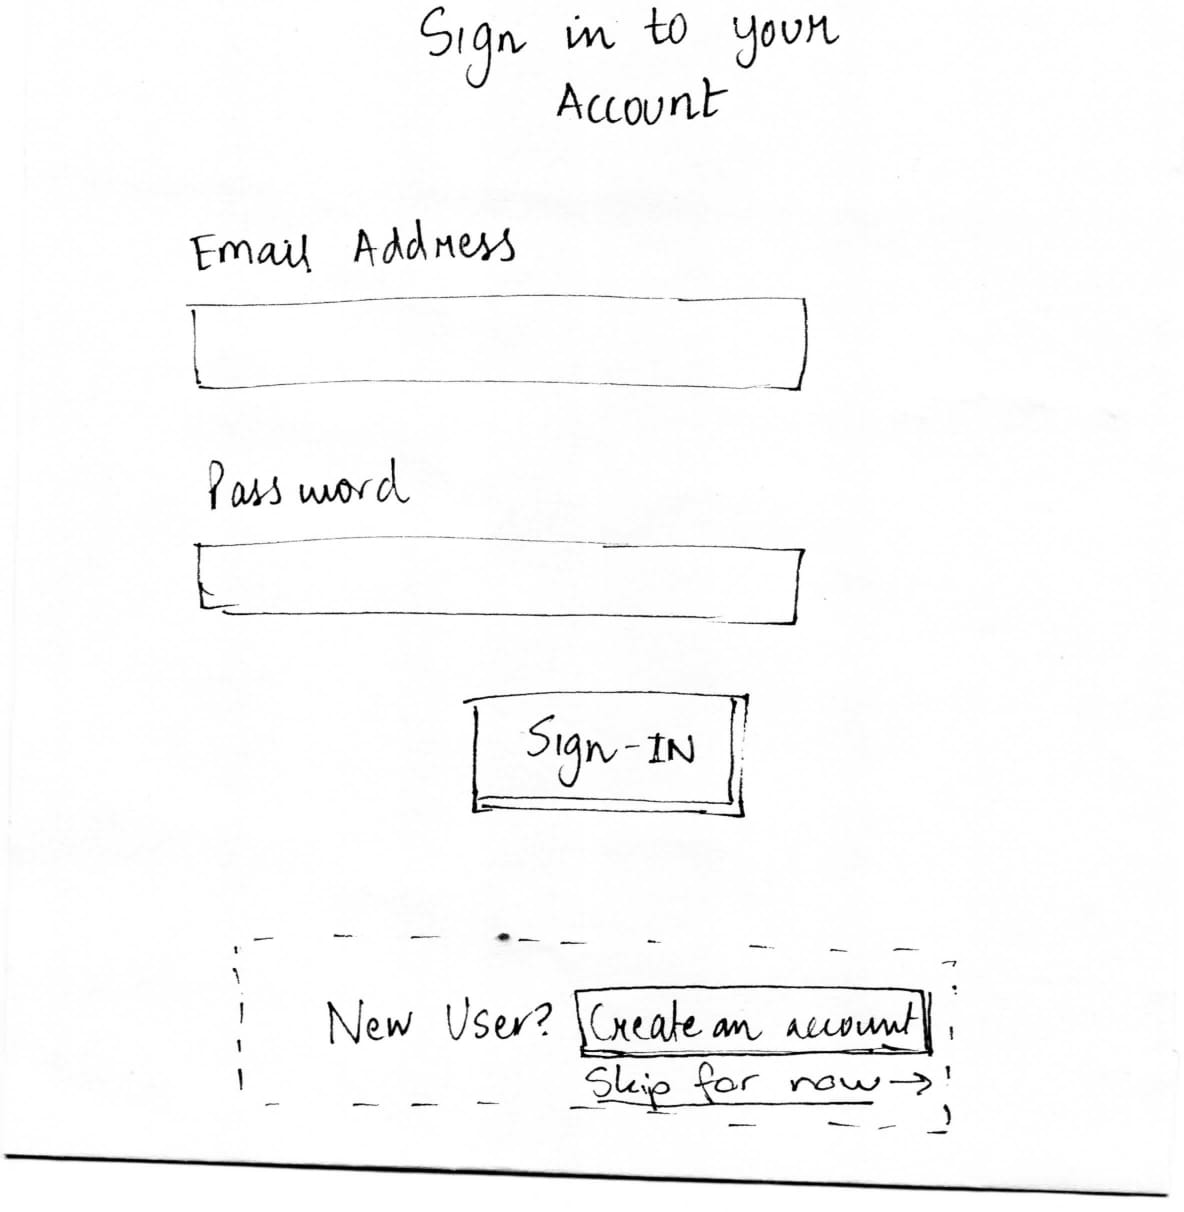 Sign in to your
Account
Email Address
Password
Sign-IN
New User? Create an account
Skip for now →